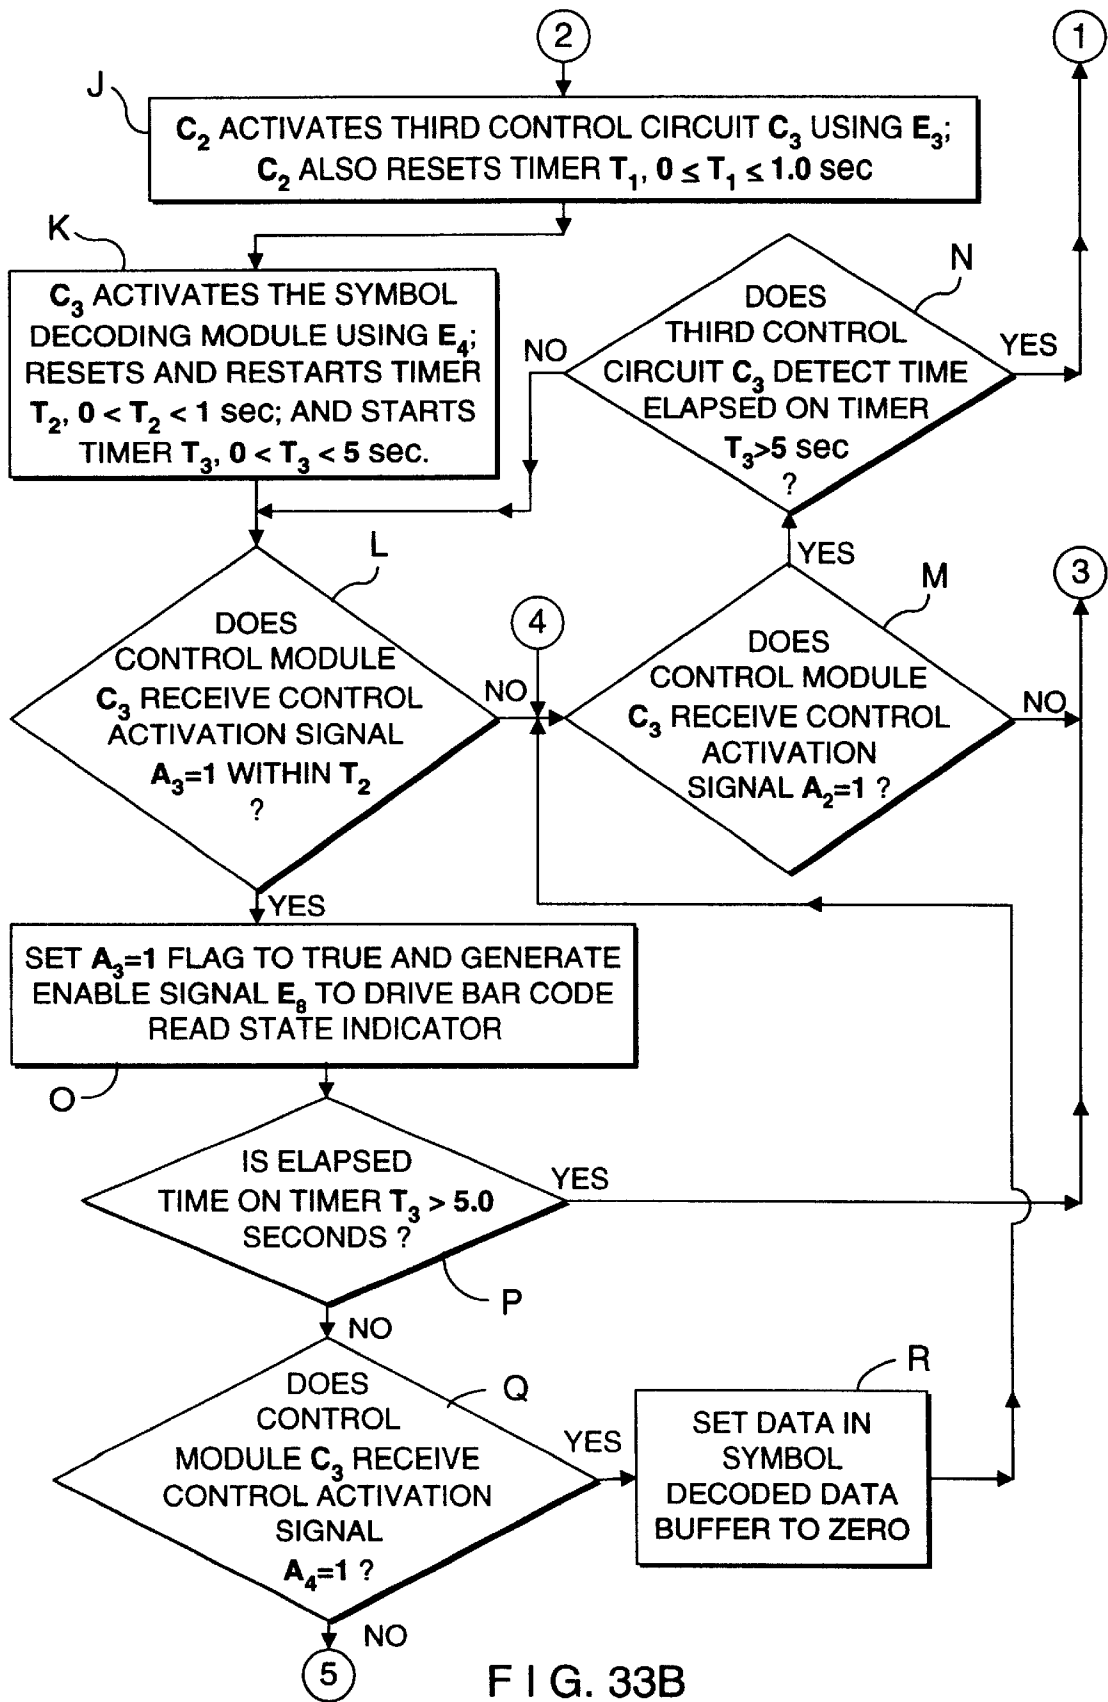 2
1
J
C₂ ACTIVATES THIRD CONTROL CIRCUIT C₃ USING E₃;
C₂ ALSO RESETS TIMER T₁, 0 ≤ T₁ ≤ 1.0 sec
K
C₃ ACTIVATES THE SYMBOL
DECODING MODULE USING E₄;
RESETS AND RESTARTS TIMER
T₂, 0 < T₂ < 1 sec; AND STARTS
TIMER T₃, 0 < T₃ < 5 sec.
N
DOES
THIRD CONTROL
CIRCUIT C₃ DETECT TIME
ELAPSED ON TIMER
T₃>5 sec
?
NO
YES
L
DOES
CONTROL MODULE
C₃ RECEIVE CONTROL
ACTIVATION SIGNAL
A₃=1 WITHIN T₂
?
NO
YES
4
YES
M
DOES
CONTROL MODULE
C₃ RECEIVE CONTROL
ACTIVATION
SIGNAL A₂=1 ?
NO
3
SET A₃=1 FLAG TO TRUE AND GENERATE
ENABLE SIGNAL E₈ TO DRIVE BAR CODE
READ STATE INDICATOR
O
IS ELAPSED
TIME ON TIMER T₃ > 5.0
SECONDS ?
YES
P
NO
DOES
CONTROL
MODULE C₃ RECEIVE
CONTROL ACTIVATION
SIGNAL
A₄=1 ?
Q
YES
R
SET DATA IN
SYMBOL
DECODED DATA
BUFFER TO ZERO
NO
5
FIG. 33B